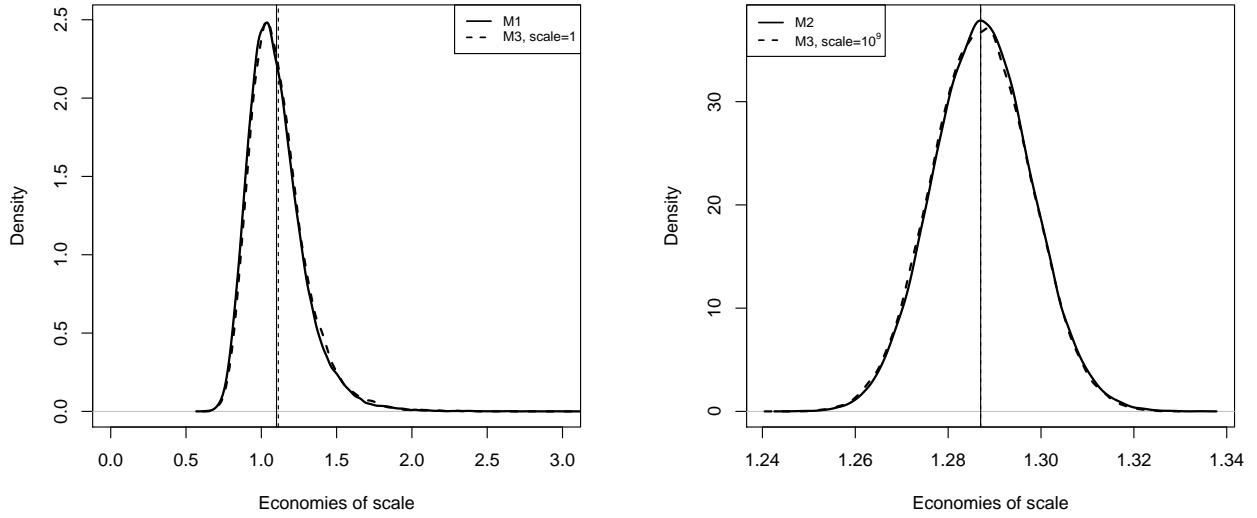 M1
M3, scale=1
Density
0.0
0.5
1.0
1.5
2.0
2.5
0.0 0.5 1.0 1.5 2.0 2.5 3.0
Economies of scale
M2
M3, scale=10⁹
Density
0
10
20
30
1.24 1.26 1.28 1.30 1.32 1.34
Economies of scale